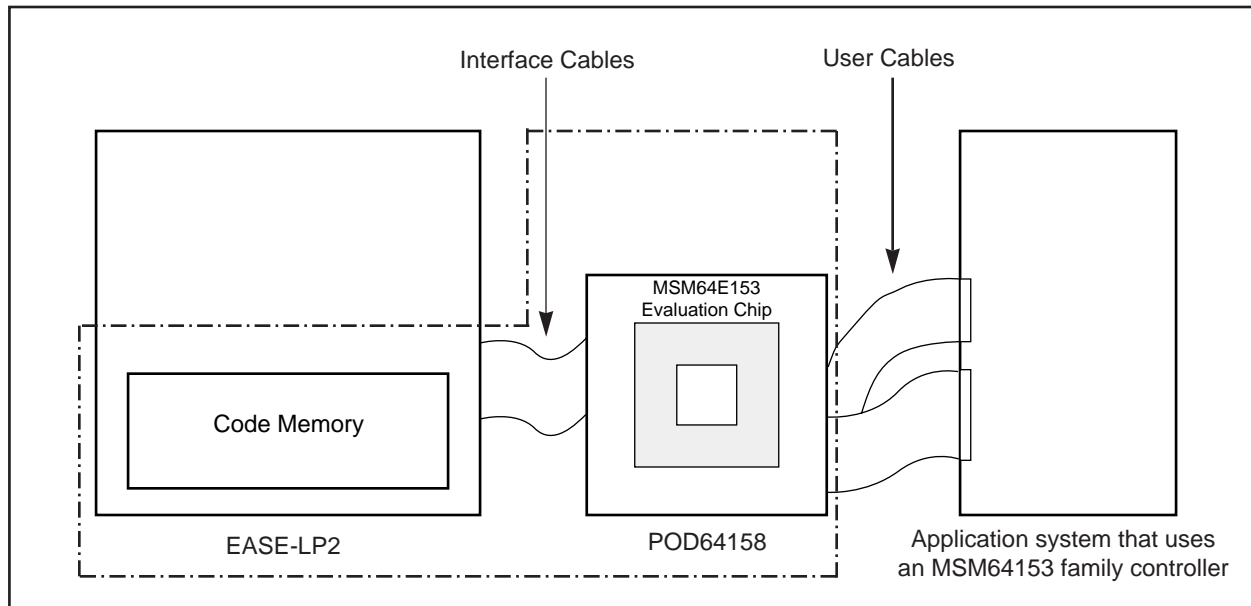 Interface Cables
User Cables
MSM64E153
Evaluation Chip
Code Memory
EASE-LP2
POD64158
Application system that uses
an MSM64153 family controller